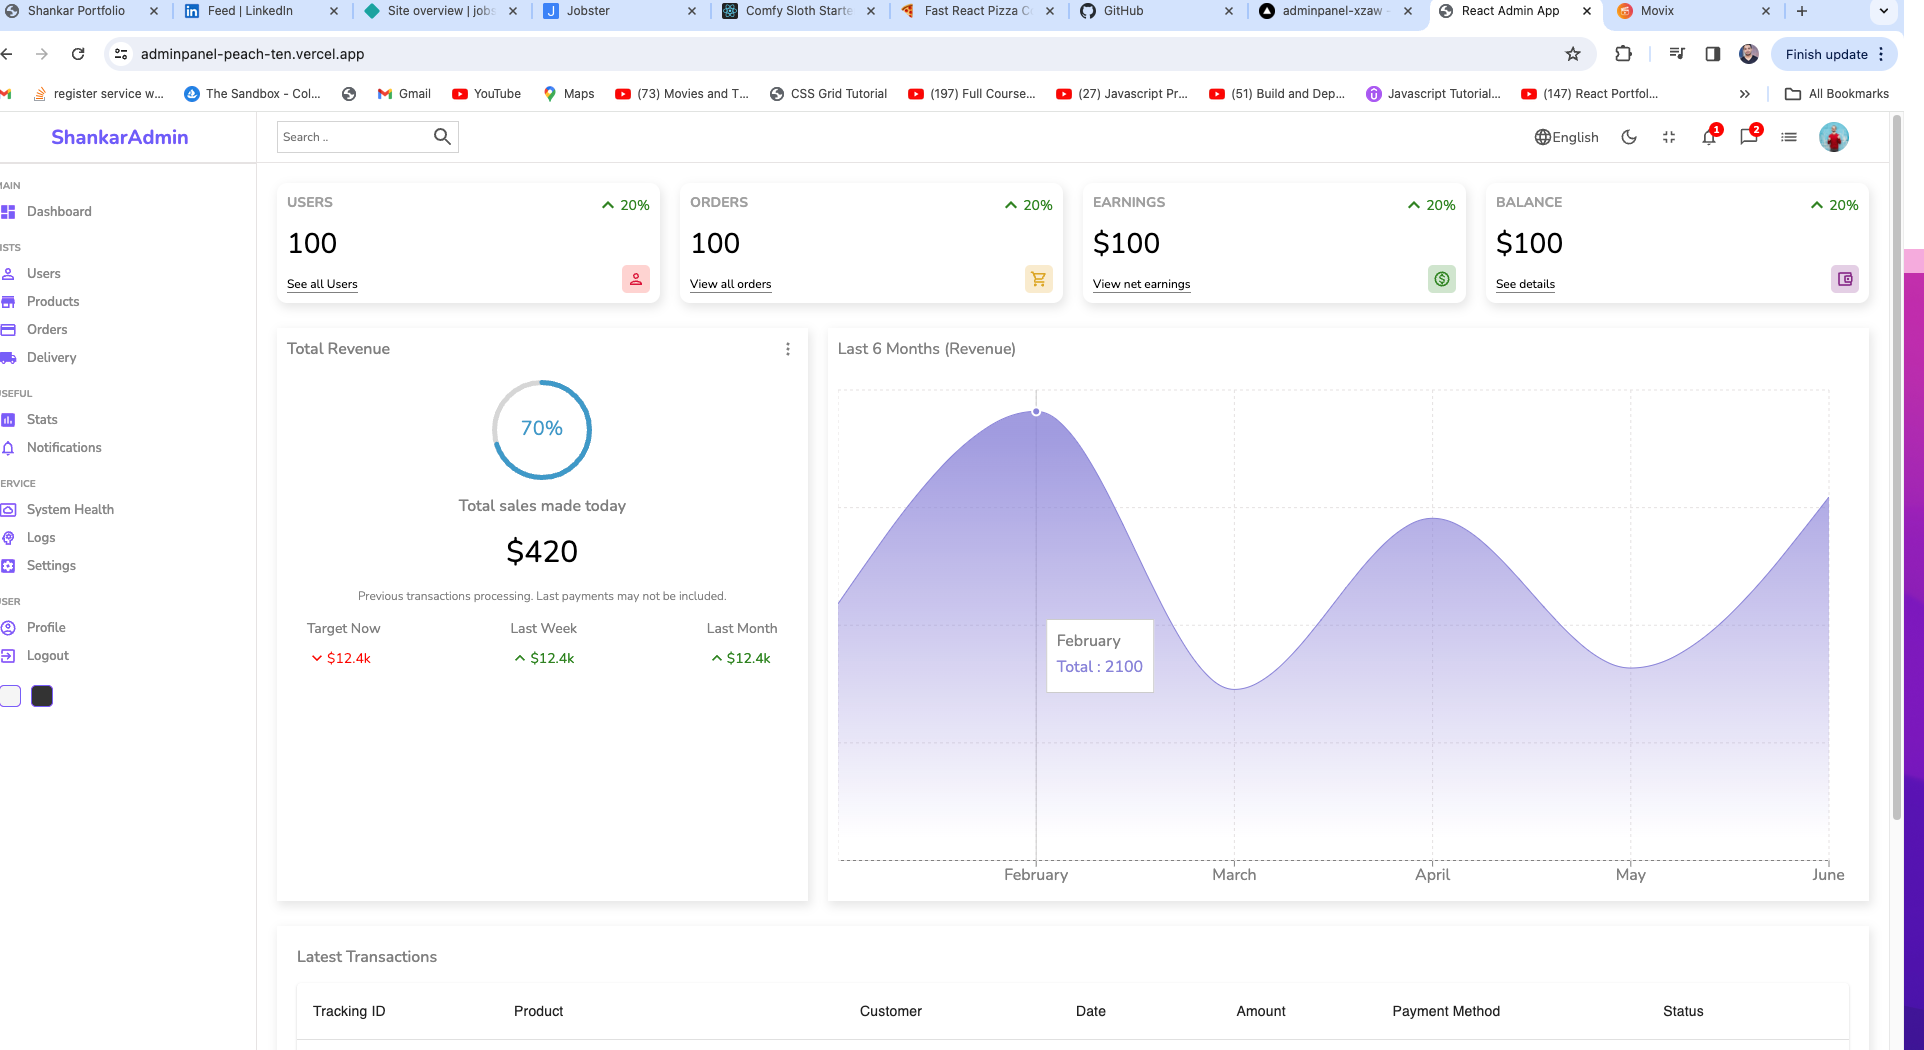 Shankar Portfolio
Feed | LinkedIn
Site overview | jobs
Jobster
Comfy Sloth Starte
Fast React Pizza C
GitHub
adminpanel-xzaw -
React Admin App
Movix
adminpanel-peach-ten.vercel.app
Finish update
register service w...
The Sandbox - Col...
Gmail
YouTube
Maps
(73) Movies and T...
CSS Grid Tutorial
(197) Full Course...
(27) Javascript Pr...
(51) Build and Dep...
Javascript Tutorial...
(147) React Portfol...
All Bookmarks
ShankarAdmin
Search ..
English
1
2
MAIN
Dashboard
ISTS
Users
Products
Orders
Delivery
USEFUL
Stats
Notifications
ERVICE
System Health
Logs
Settings
USER
Profile
Logout
USERS
20%
100
See all Users
ORDERS
20%
100
View all orders
EARNINGS
20%
$100
View net earnings
BALANCE
20%
$100
See details
Total Revenue
70%
Total sales made today
$420
Previous transactions processing. Last payments may not be included.
Target Now
Last Week
Last Month
$12.4k
$12.4k
$12.4k
Last 6 Months (Revenue)
February
Total : 2100
February
March
April
May
June
Latest Transactions
Tracking ID
Product
Customer
Date
Amount
Payment Method
Status